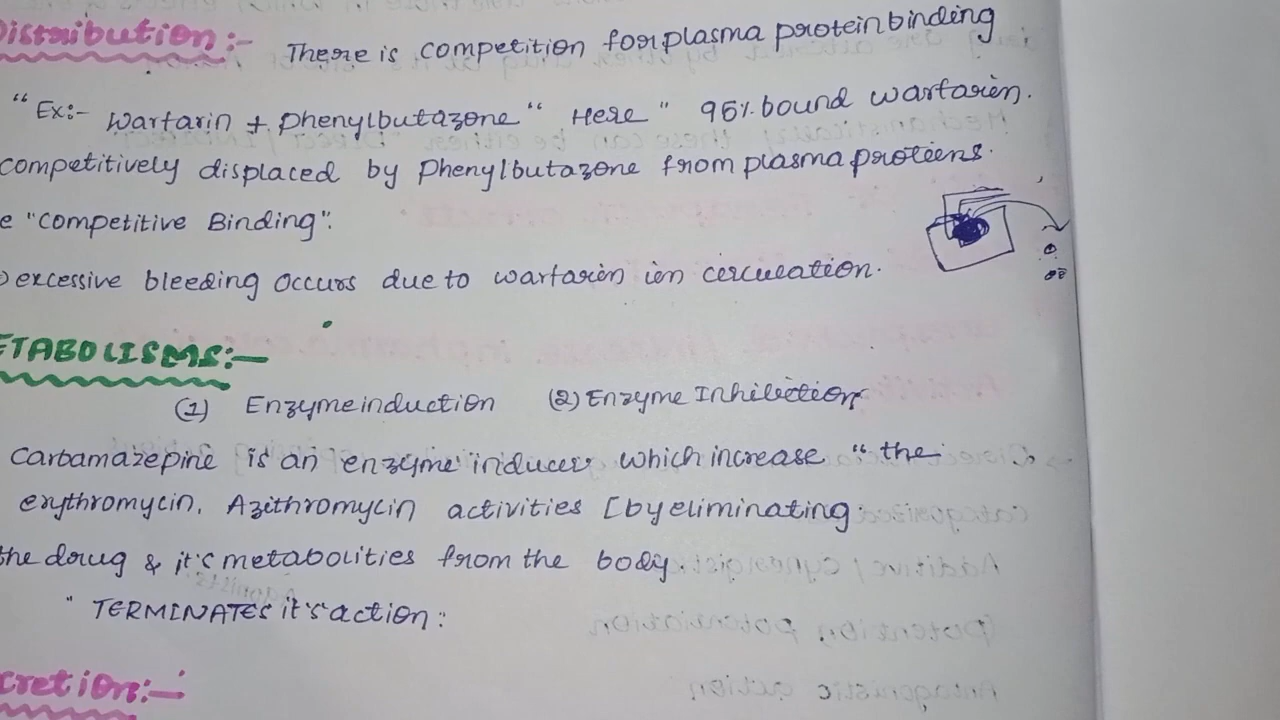 Distribution:- There is competition for plasma protein binding
"Ex:- Warfarin + Phenylbutazone" Here " 96% bound warfarin.
competitively displaced by Phenylbutazone from plasma proteins.
e "Competitive Binding".
excessive bleeding occurs due to warfarin in circulation.
ETABOLISMS:-
(1) Enzyme induction (2) Enzyme Inhibition
Carbamazepine is an enzyme inducer which increase "the
erythromycin, Azithromycin activities [by eliminating
the drug & it's metabolities from the body.
" TERMINATES it's action:
cretion:-